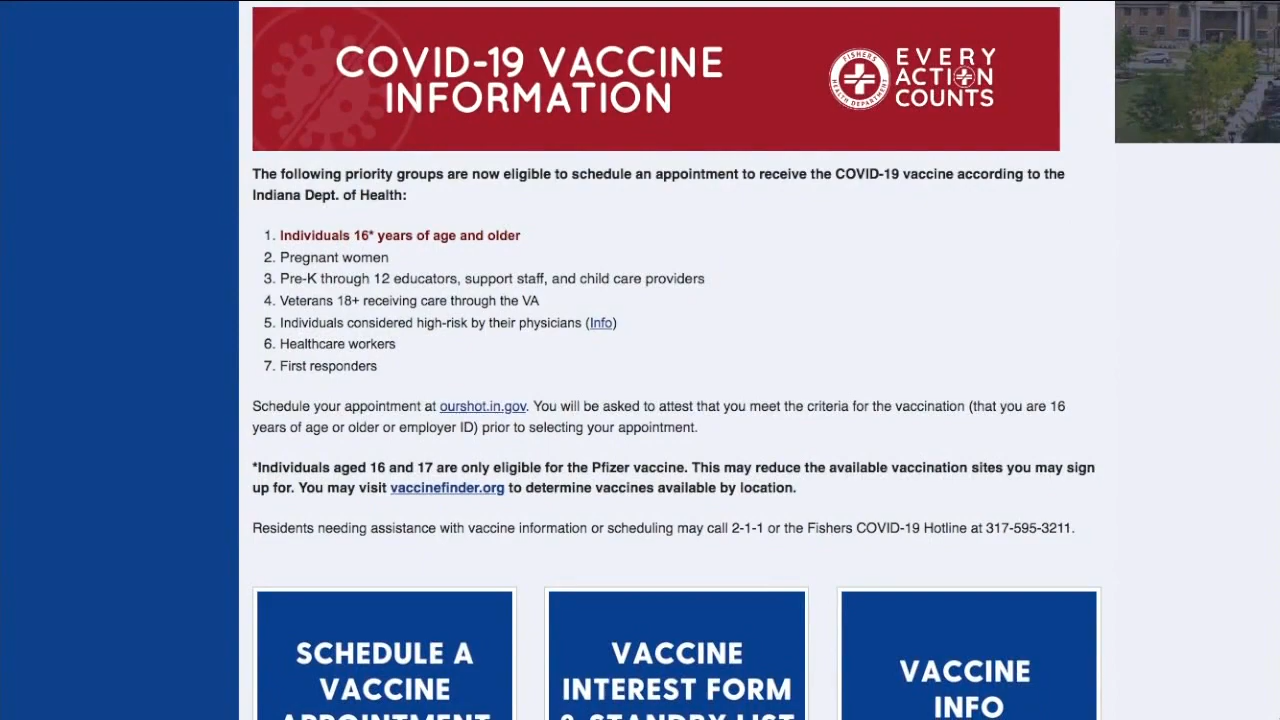 COVID-19 VACCINE
INFORMATION
FISHERS
HEALTH DEPARTMENT
EVERY
ACTION
COUNTS
The following priority groups are now eligible to schedule an appointment to receive the COVID-19 vaccine according to the
Indiana Dept. of Health:
1. Individuals 16* years of age and older
2. Pregnant women
3. Pre-K through 12 educators, support staff, and child care providers
4. Veterans 18+ receiving care through the VA
5. Individuals considered high-risk by their physicians (Info)
6. Healthcare workers
7. First responders
Schedule your appointment at ourshot.in.gov. You will be asked to attest that you meet the criteria for the vaccination (that you are 16
years of age or older or employer ID) prior to selecting your appointment.
*Individuals aged 16 and 17 are only eligible for the Pfizer vaccine. This may reduce the available vaccination sites you may sign
up for. You may visit vaccinefinder.org to determine vaccines available by location.
Residents needing assistance with vaccine information or scheduling may call 2-1-1 or the Fishers COVID-19 Hotline at 317-595-3211.
SCHEDULE A
VACCINE
APPOINTMENT
VACCINE
INTEREST FORM
& STANDBY LIST
VACCINE
INFO